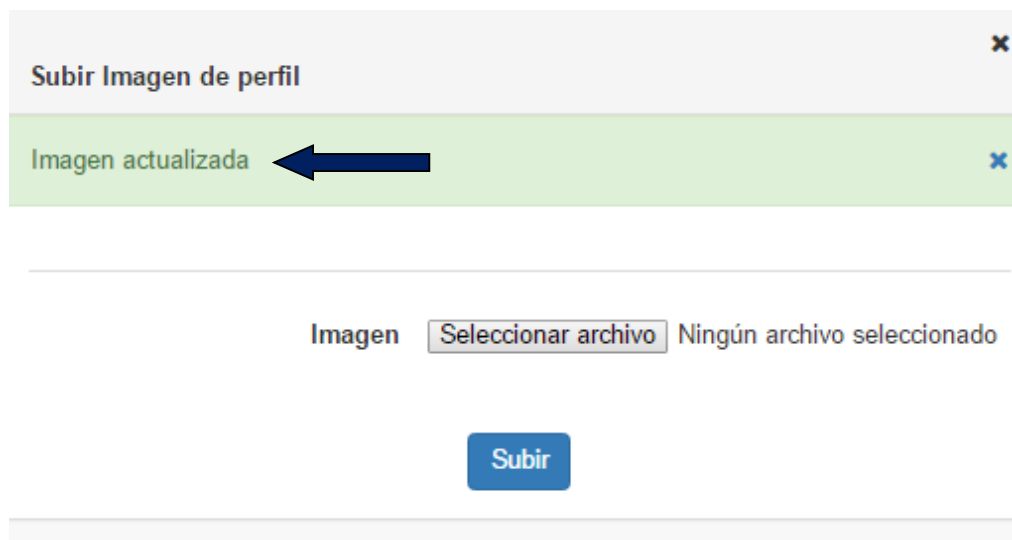 Subir Imagen de perfil
Imagen actualizada
Imagen Seleccionar archivo Ningún archivo seleccionado
Subir